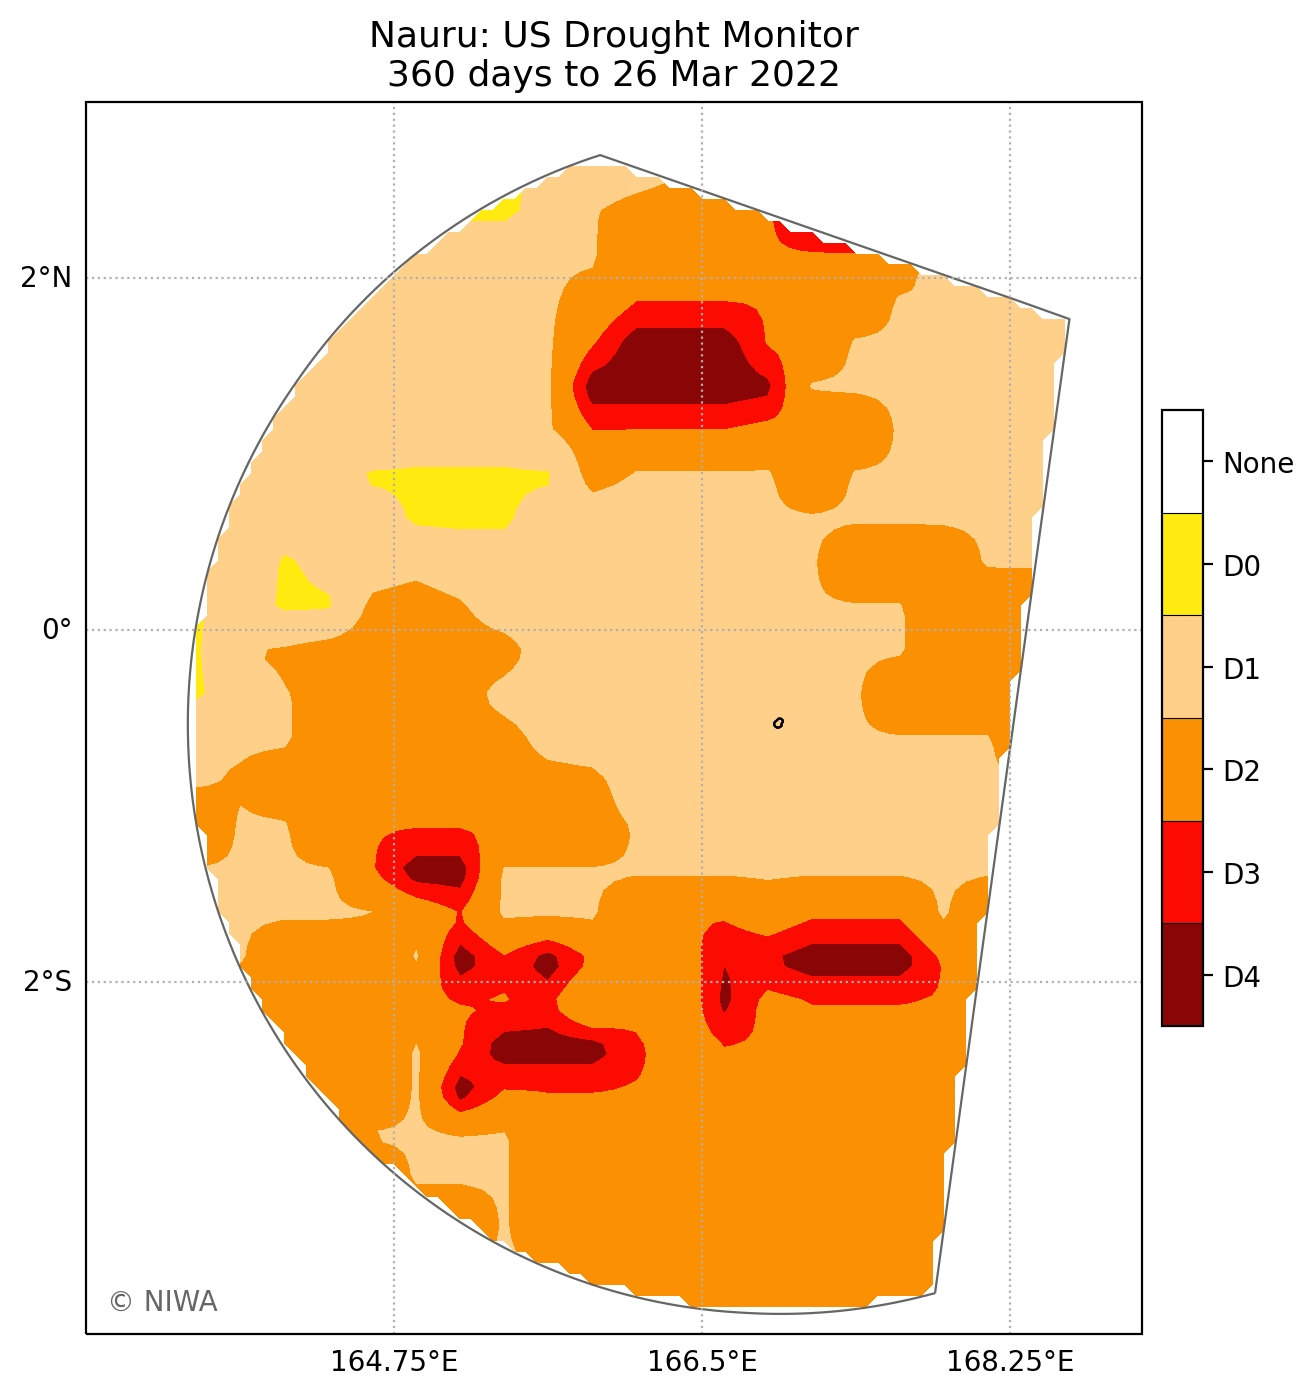 Nauru: US Drought Monitor
360 days to 26 Mar 2022
2°N
0°
2°S
164.75°E
166.5°E
168.25°E
None
D0
D1
D2
D3
D4
© NIWA